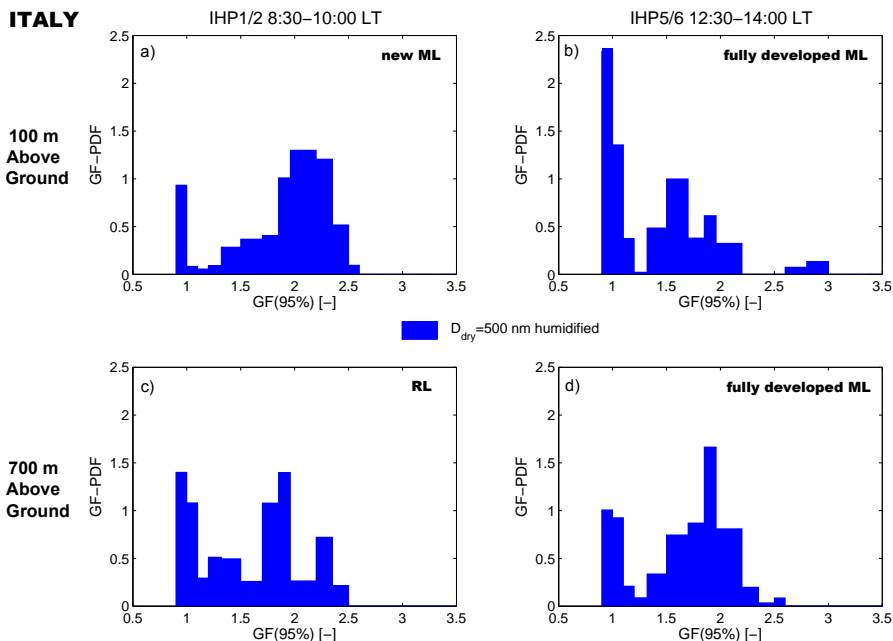 ITALY
IHP1/2 8:30−10:00 LT
IHP5/6 12:30−14:00 LT
100 m
Above
Ground
a)
new ML
GF−PDF
2.5
2
1.5
1
0.5
0
0.5 1 1.5 2 2.5 3 3.5
GF(95%) [−]
b)
fully developed ML
GF−PDF
2.5
2
1.5
1
0.5
0
0.5 1 1.5 2 2.5 3 3.5
GF(95%) [−]
Ddry=500 nm humidified
700 m
Above
Ground
c)
RL
GF−PDF
2.5
2
1.5
1
0.5
0
0.5 1 1.5 2 2.5 3 3.5
GF(95%) [−]
d)
fully developed ML
GF−PDF
2.5
2
1.5
1
0.5
0
0.5 1 1.5 2 2.5 3 3.5
GF(95%) [−]